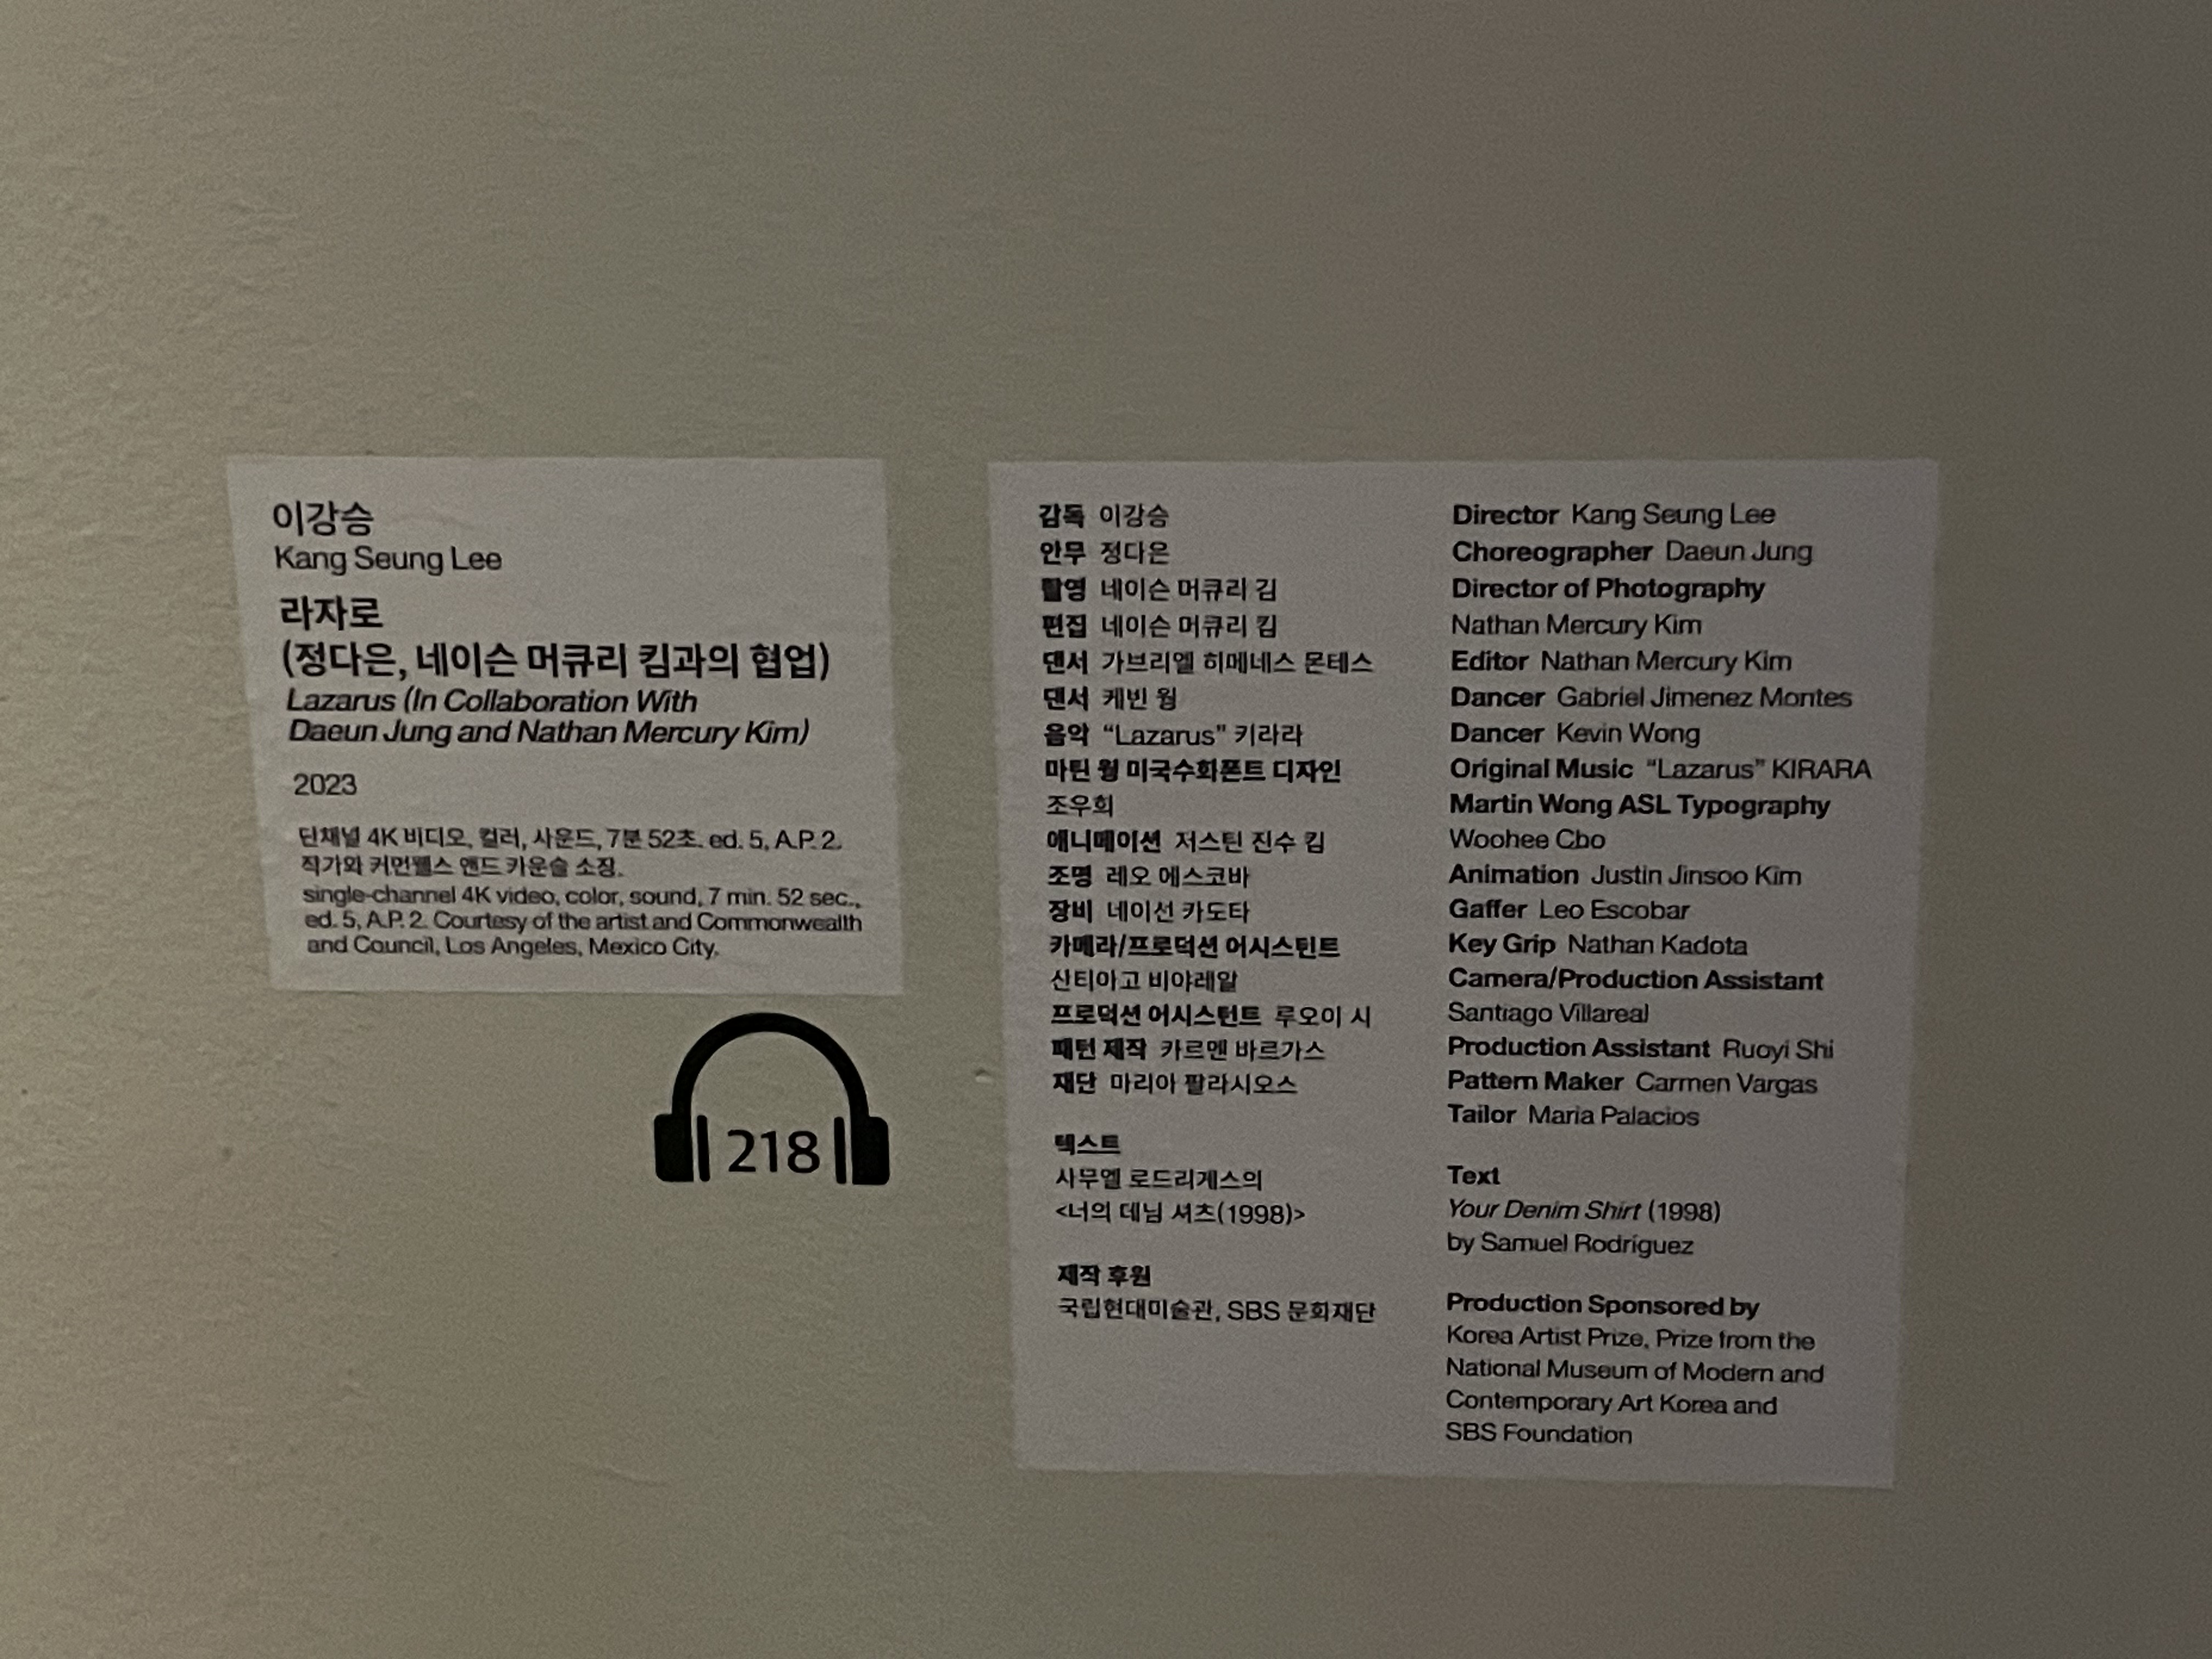 이강승
Kang Seung Lee
라자로
(정다은, 네이슨 머큐리 킴과의 협업)
Lazarus (In Collaboration With
Daeun Jung and Nathan Mercury Kim)
2023
단채널 4K 비디오, 컬러, 사운드, 7분 52초. ed. 5, A.P. 2.
작가와 커먼웰스 앤드 카운슬 소장.
single-channel 4K video, color, sound, 7 min. 52 sec.,
ed. 5, A.P. 2. Courtesy of the artist and Commonwealth
and Council, Los Angeles, Mexico City.
218
감독 이강승
안무 정다은
촬영 네이슨 머큐리 킴
편집 네이슨 머큐리 킴
댄서 가브리엘 히메네스 몬테스
댄서 케빈 웡
음악 “Lazarus” 키라라
마틴 웡 미국수화폰트 디자인
조우희
애니메이션 저스틴 진수 킴
조명 레오 에스코바
장비 네이선 카도타
카메라/프로덕션 어시스턴트
산티아고 비야레알
프로덕션 어시스턴트 루오이 시
패턴 제작 카르멘 바르가스
재단 마리아 팔라시오스
텍스트
사무엘 로드리게스의
<너의 데님 셔츠(1998)>
제작 후원
국립현대미술관, SBS 문화재단
Director Kang Seung Lee
Choreographer Daeun Jung
Director of Photography
Nathan Mercury Kim
Editor Nathan Mercury Kim
Dancer Gabriel Jimenez Montes
Dancer Kevin Wong
Original Music “Lazarus” KIRARA
Martin Wong ASL Typography
Woohee Cho
Animation Justin Jinsoo Kim
Gaffer Leo Escobar
Key Grip Nathan Kadota
Camera/Production Assistant
Santiago Villareal
Production Assistant Ruoyi Shi
Pattern Maker Carmen Vargas
Tailor Maria Palacios
Text
Your Denim Shirt (1998)
by Samuel Rodríguez
Production Sponsored by
Korea Artist Prize, Prize from the
National Museum of Modern and
Contemporary Art Korea and
SBS Foundation